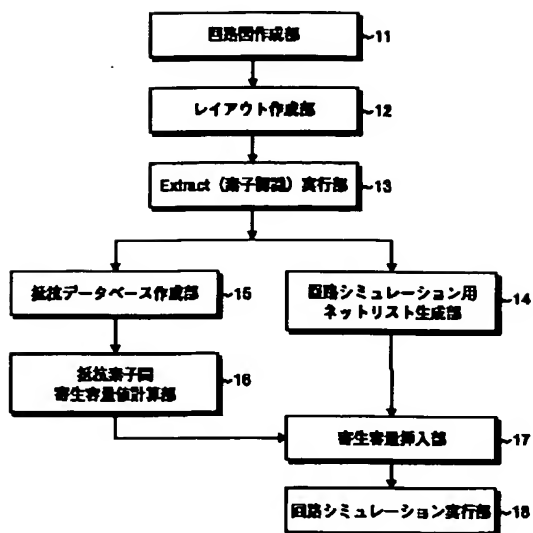 回路図作成部 ~11
レイアウト作成部 ~12
Extract（素子認識）実行部 ~13
抵抗データベース作成部 ~15
回路シミュレーション用
ネットリスト生成部 ~14
抵抗素子間
寄生容量値計算部 ~16
寄生容量挿入部 ~17
回路シミュレーション実行部 ~18